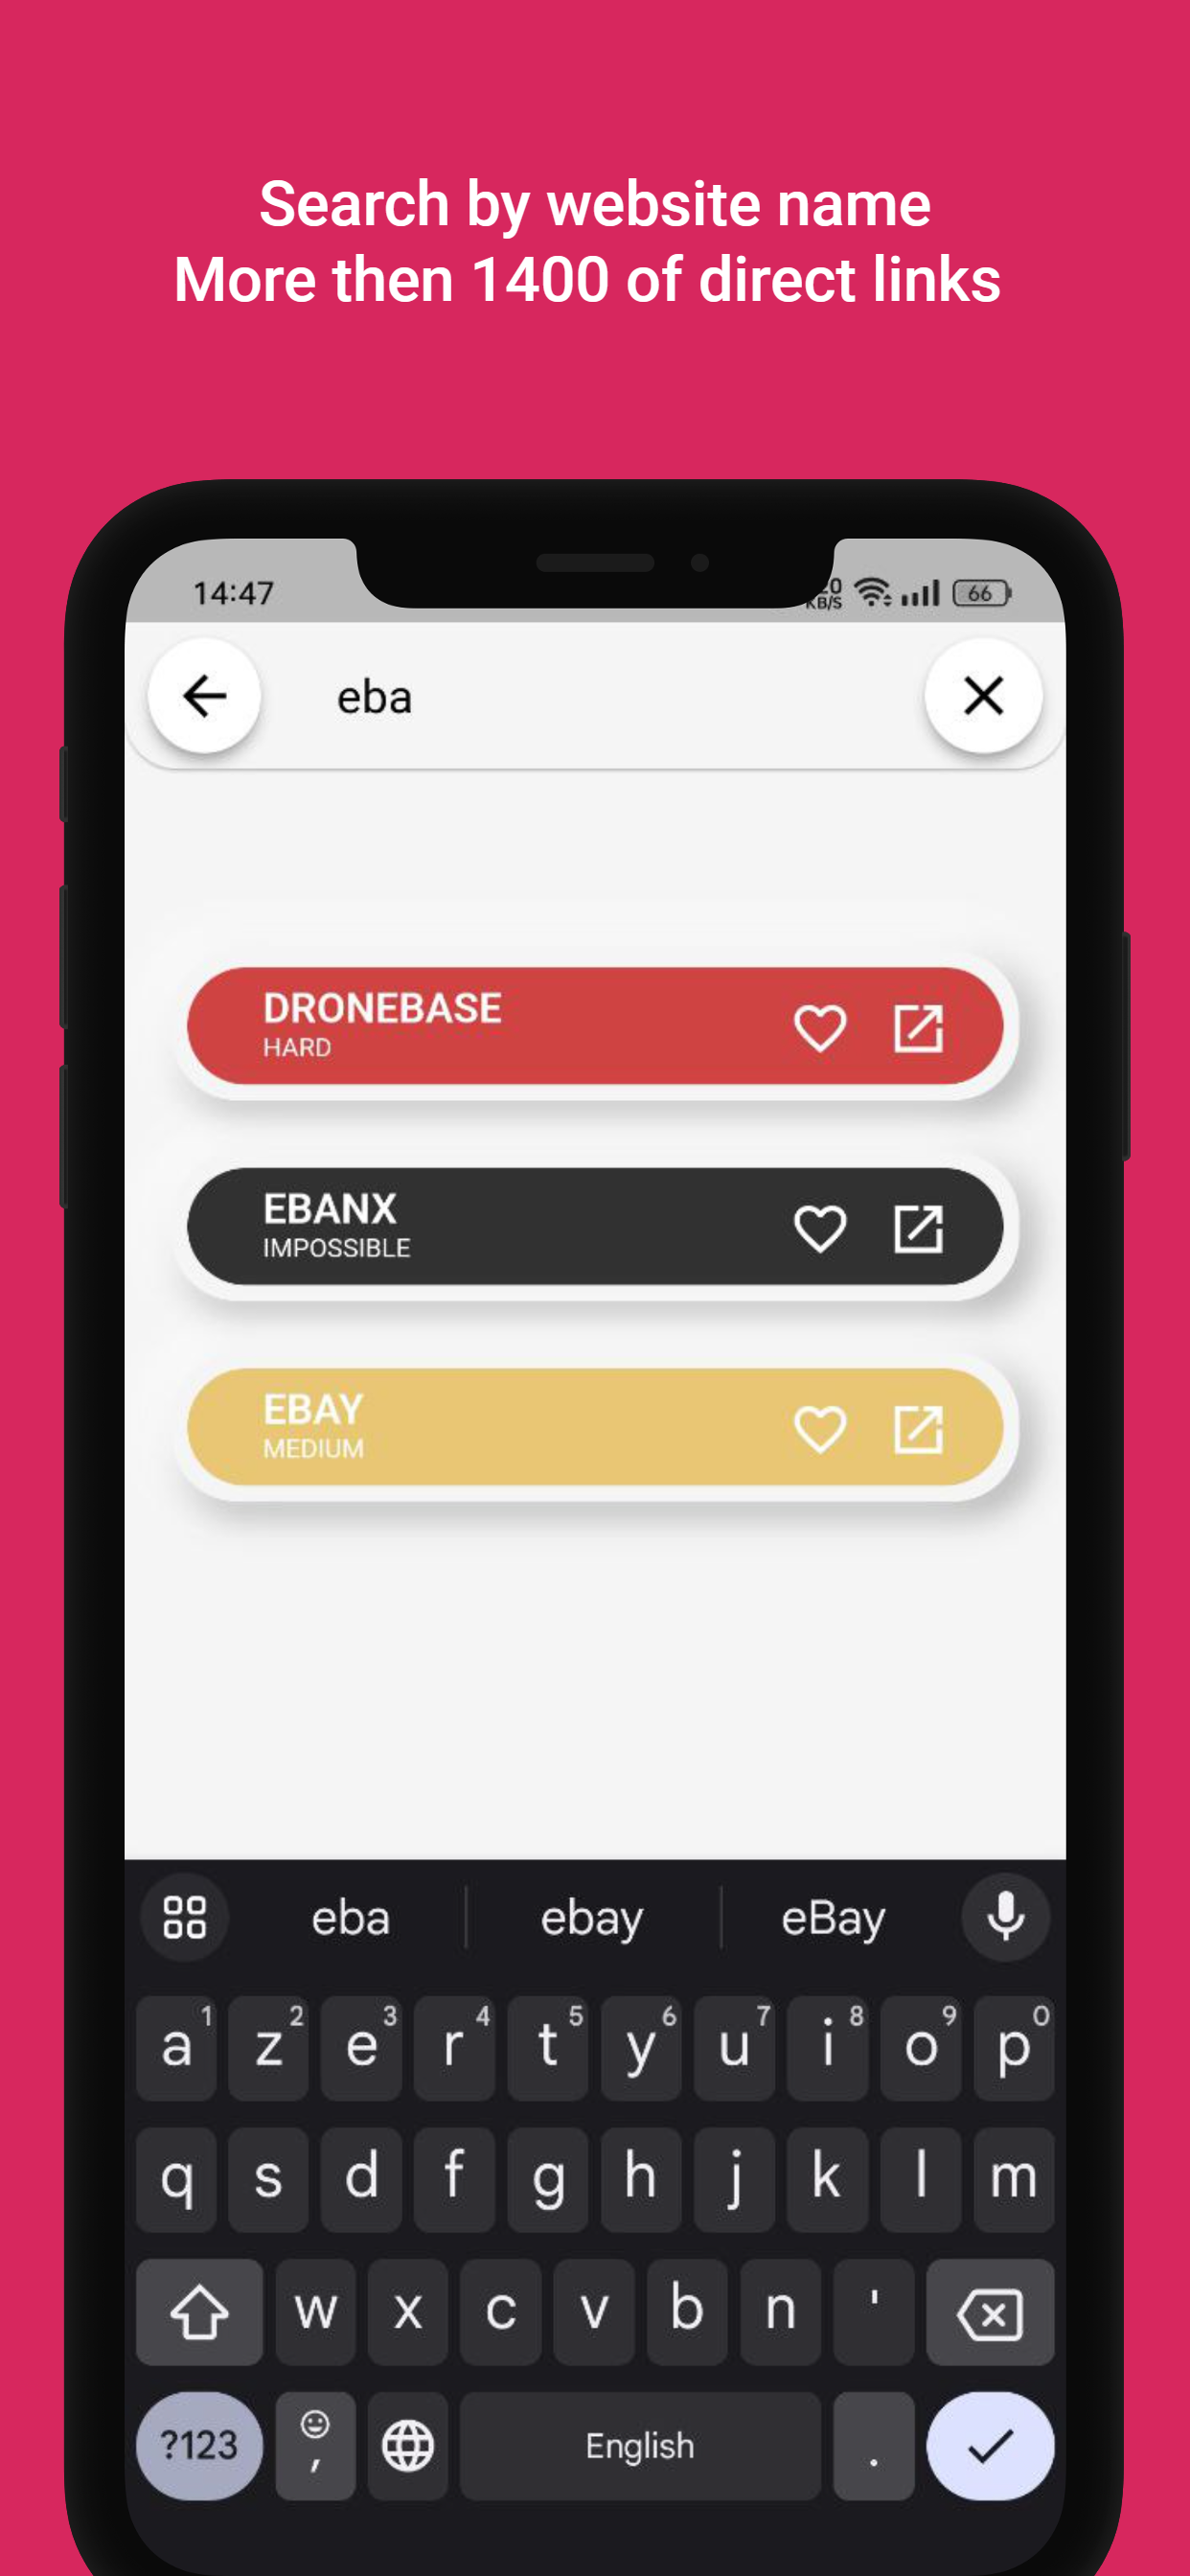 Search by website name
More then 1400 of direct links
14:47
KB/S
66
eba
DRONEBASE
HARD
EBANX
IMPOSSIBLE
EBAY
MEDIUM
eba ebay eBay
a 1 z 2 e 3 r 4 t 5 y 6 u 7 i 8 o 9 p 0
q s d f g h j k l m
w x c v b n '
?123 , English .